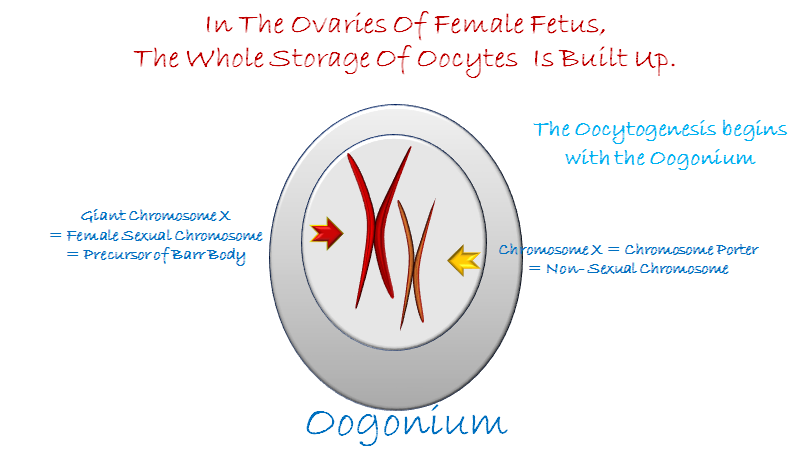 In The Ovaries Of Female Fetus,
The Whole Storage Of Oocytes Is Built Up.
The Oocytogenesis begins
with the Oogonium
Giant Chromosome X
= Female Sexual Chromosome
= Precursor of Barr Body
Chromosome X = Chromosome Porter
= Non- Sexual Chromosome
Oogonium